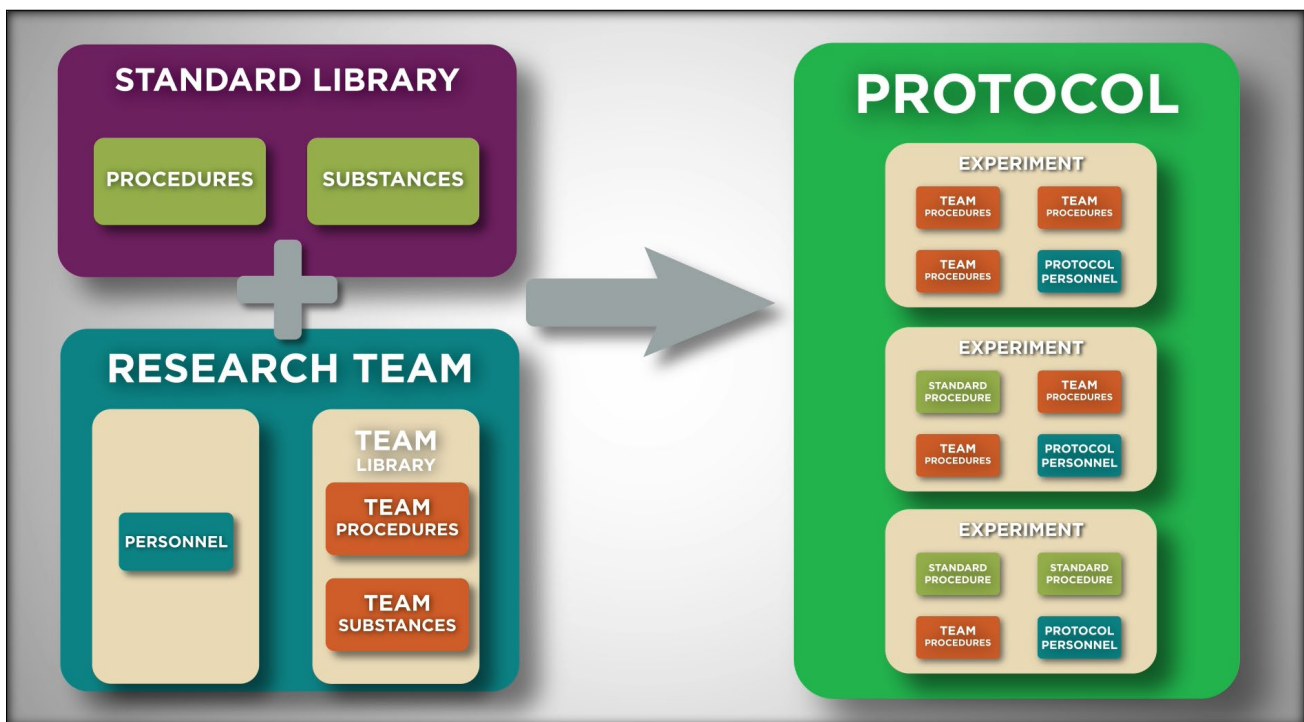 STANDARD LIBRARY
PROCEDURES
SUBSTANCES
RESEARCH TEAM
PERSONNEL
TEAM
LIBRARY
TEAM
PROCEDURES
TEAM
SUBSTANCES
PROTOCOL
EXPERIMENT
TEAM
PROCEDURES
TEAM
PROCEDURES
TEAM
PROCEDURES
PROTOCOL
PERSONNEL
EXPERIMENT
STANDARD
PROCEDURE
TEAM
PROCEDURES
TEAM
PROCEDURES
PROTOCOL
PERSONNEL
EXPERIMENT
STANDARD
PROCEDURE
STANDARD
PROCEDURE
TEAM
PROCEDURES
PROTOCOL
PERSONNEL